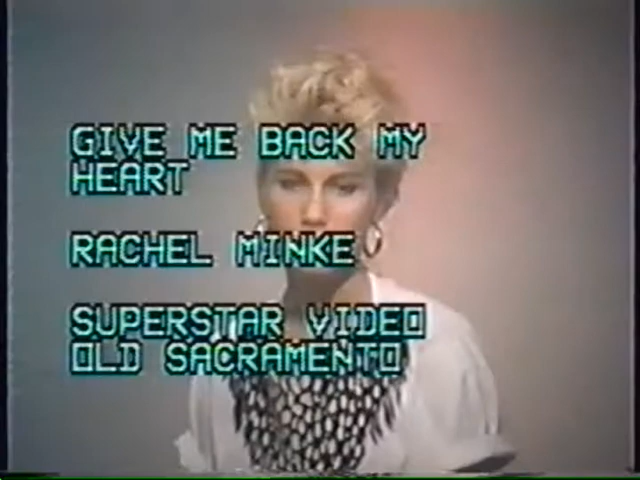 GIVE ME BACK MY
HEART
RACHEL MINKE
SUPERSTAR VIDEO
OLD SACRAMENTO